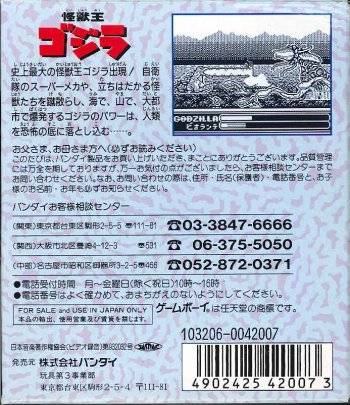 怪獣王
ゴジラ
史上最大の怪獣王ゴジラ出現!自衛
隊のスーパーメカや、立ちはだかる怪
獣たちを蹴散らし、海で、山で、大都
市で爆発するゴジラのパワーは、人類
を恐怖の底に落とし込む……。
GODZILLA
ビオランテ
お父さま、お母さま方へ(必ずお読みください)
このたびは、バンダイ製品をお買い上げいただき、まことにありがとうございます。品質管理
には万全を期しておりますが、万一お気付の点がございましたら、お客様相談センターまで
お問い合わせください。なお、お問い合わせの際は、住所・氏名(保護者)・電話番号と、お子
様のお名前・お年も必ずお知らせください。
バンダイお客様相談センター
(関東)東京都台東区駒形2-5-5 〒111-81 ☎03-3847-6666
(関西)大阪市北区豊崎4-12-3 〒531 ☎06-375-5050
(中部)名古屋市昭和区御器所3-2-5 〒466 ☎052-872-0371
●電話受付時間 月〜金曜日(除く祝日)10時〜16時
●電話番号はよく確かめて、おまちがえのないようにしてください。
FOR SALE and USE IN JAPAN ONLY
本品の輸出、使用営業及び賃貸を禁じます。
ゲームボーイは任天堂の商標です。
103206-0042007
日本音楽著作権協会(ビデオ録音)第932082号
発売元 株式会社バンダイ
玩具第3事業部
東京都台東区駒形2-5-4 〒111-81
4902425420073